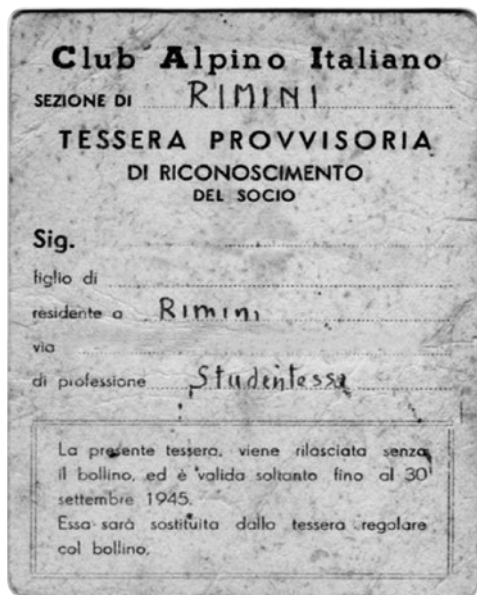 Club Alpino Italiano
SEZIONE DI RIMINI
TESSERA PROVVISORIA
DI RICONOSCIMENTO
DEL SOCIO
Sig.
figlio di
residente a Rimini
via
di professione Studentessa
La presente tessera, viene rilasciata senza
il bollino, ed è valida soltanto fino al 30
settembre 1945.
Essa sarà sostituita dalla tessera regolare
col bollino.